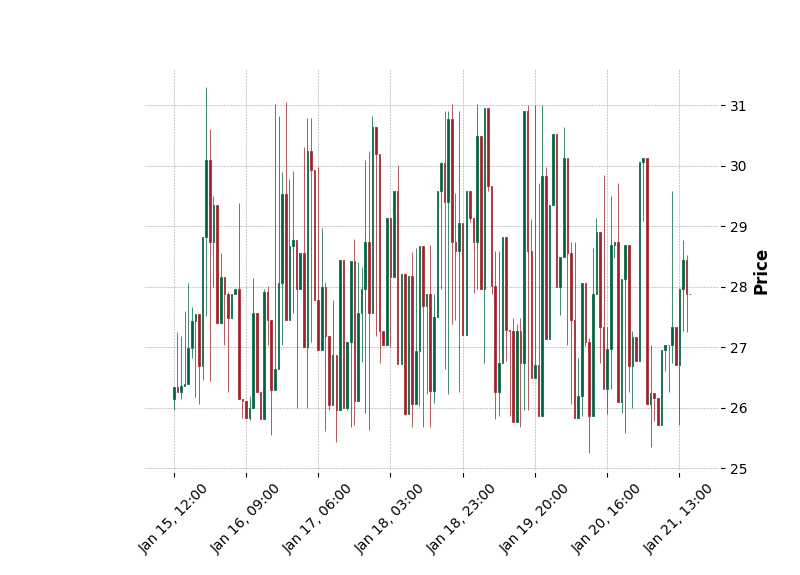 31
30
29
28
27
26
25
Price
Jan 15, 12:00
Jan 16, 09:00
Jan 17, 06:00
Jan 18, 03:00
Jan 18, 23:00
Jan 19, 20:00
Jan 20, 16:00
Jan 21, 13:00